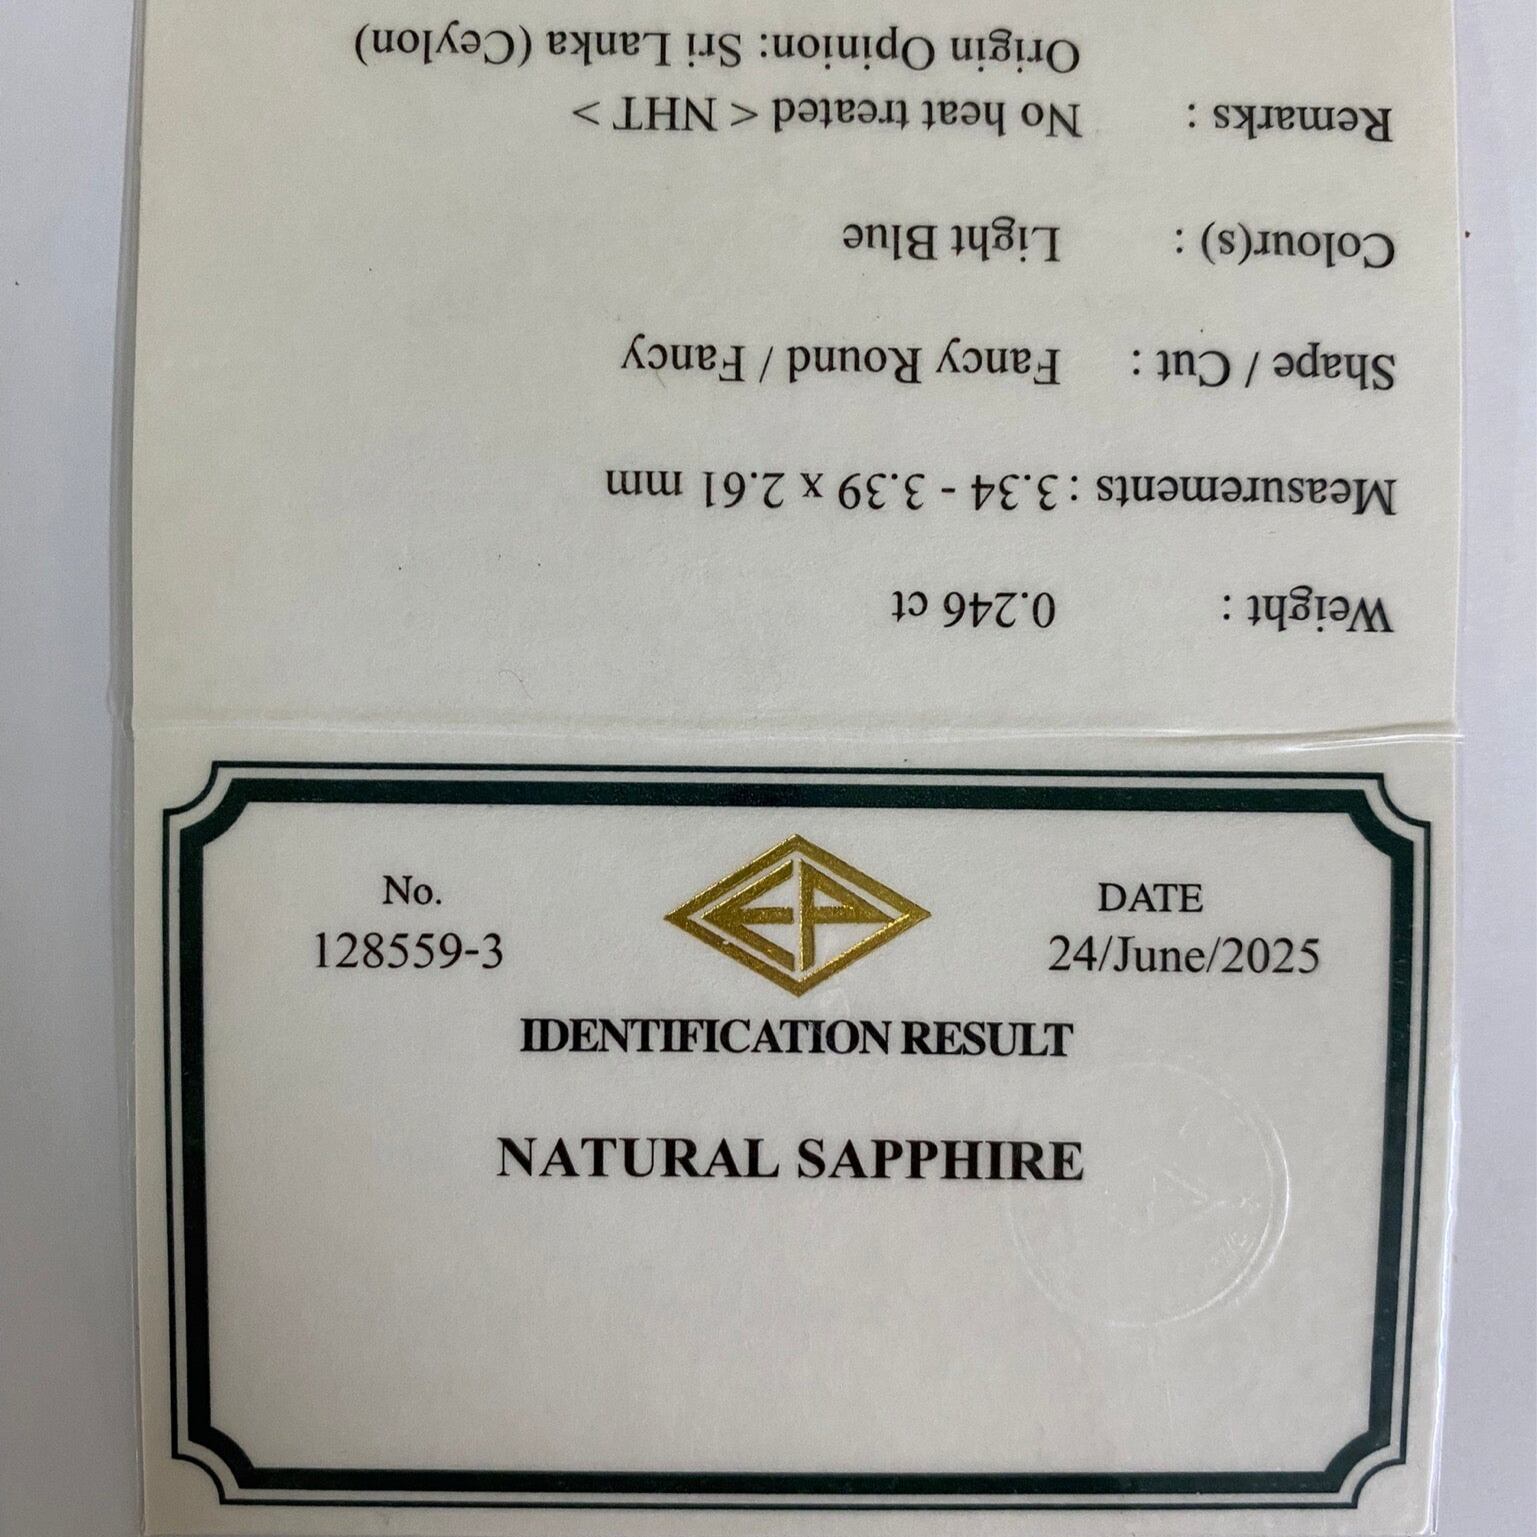 Weight : 0.246 ct
Measurements : 3.34 - 3.39 x 2.61 mm
Shape / Cut : Fancy Round / Fancy
Colour(s) : Light Blue
Remarks : No heat treated < NHT >
Origin Opinion: Sri Lanka (Ceylon)
EP
No. DATE
128559-3 24/June/2025
IDENTIFICATION RESULT
NATURAL SAPPHIRE